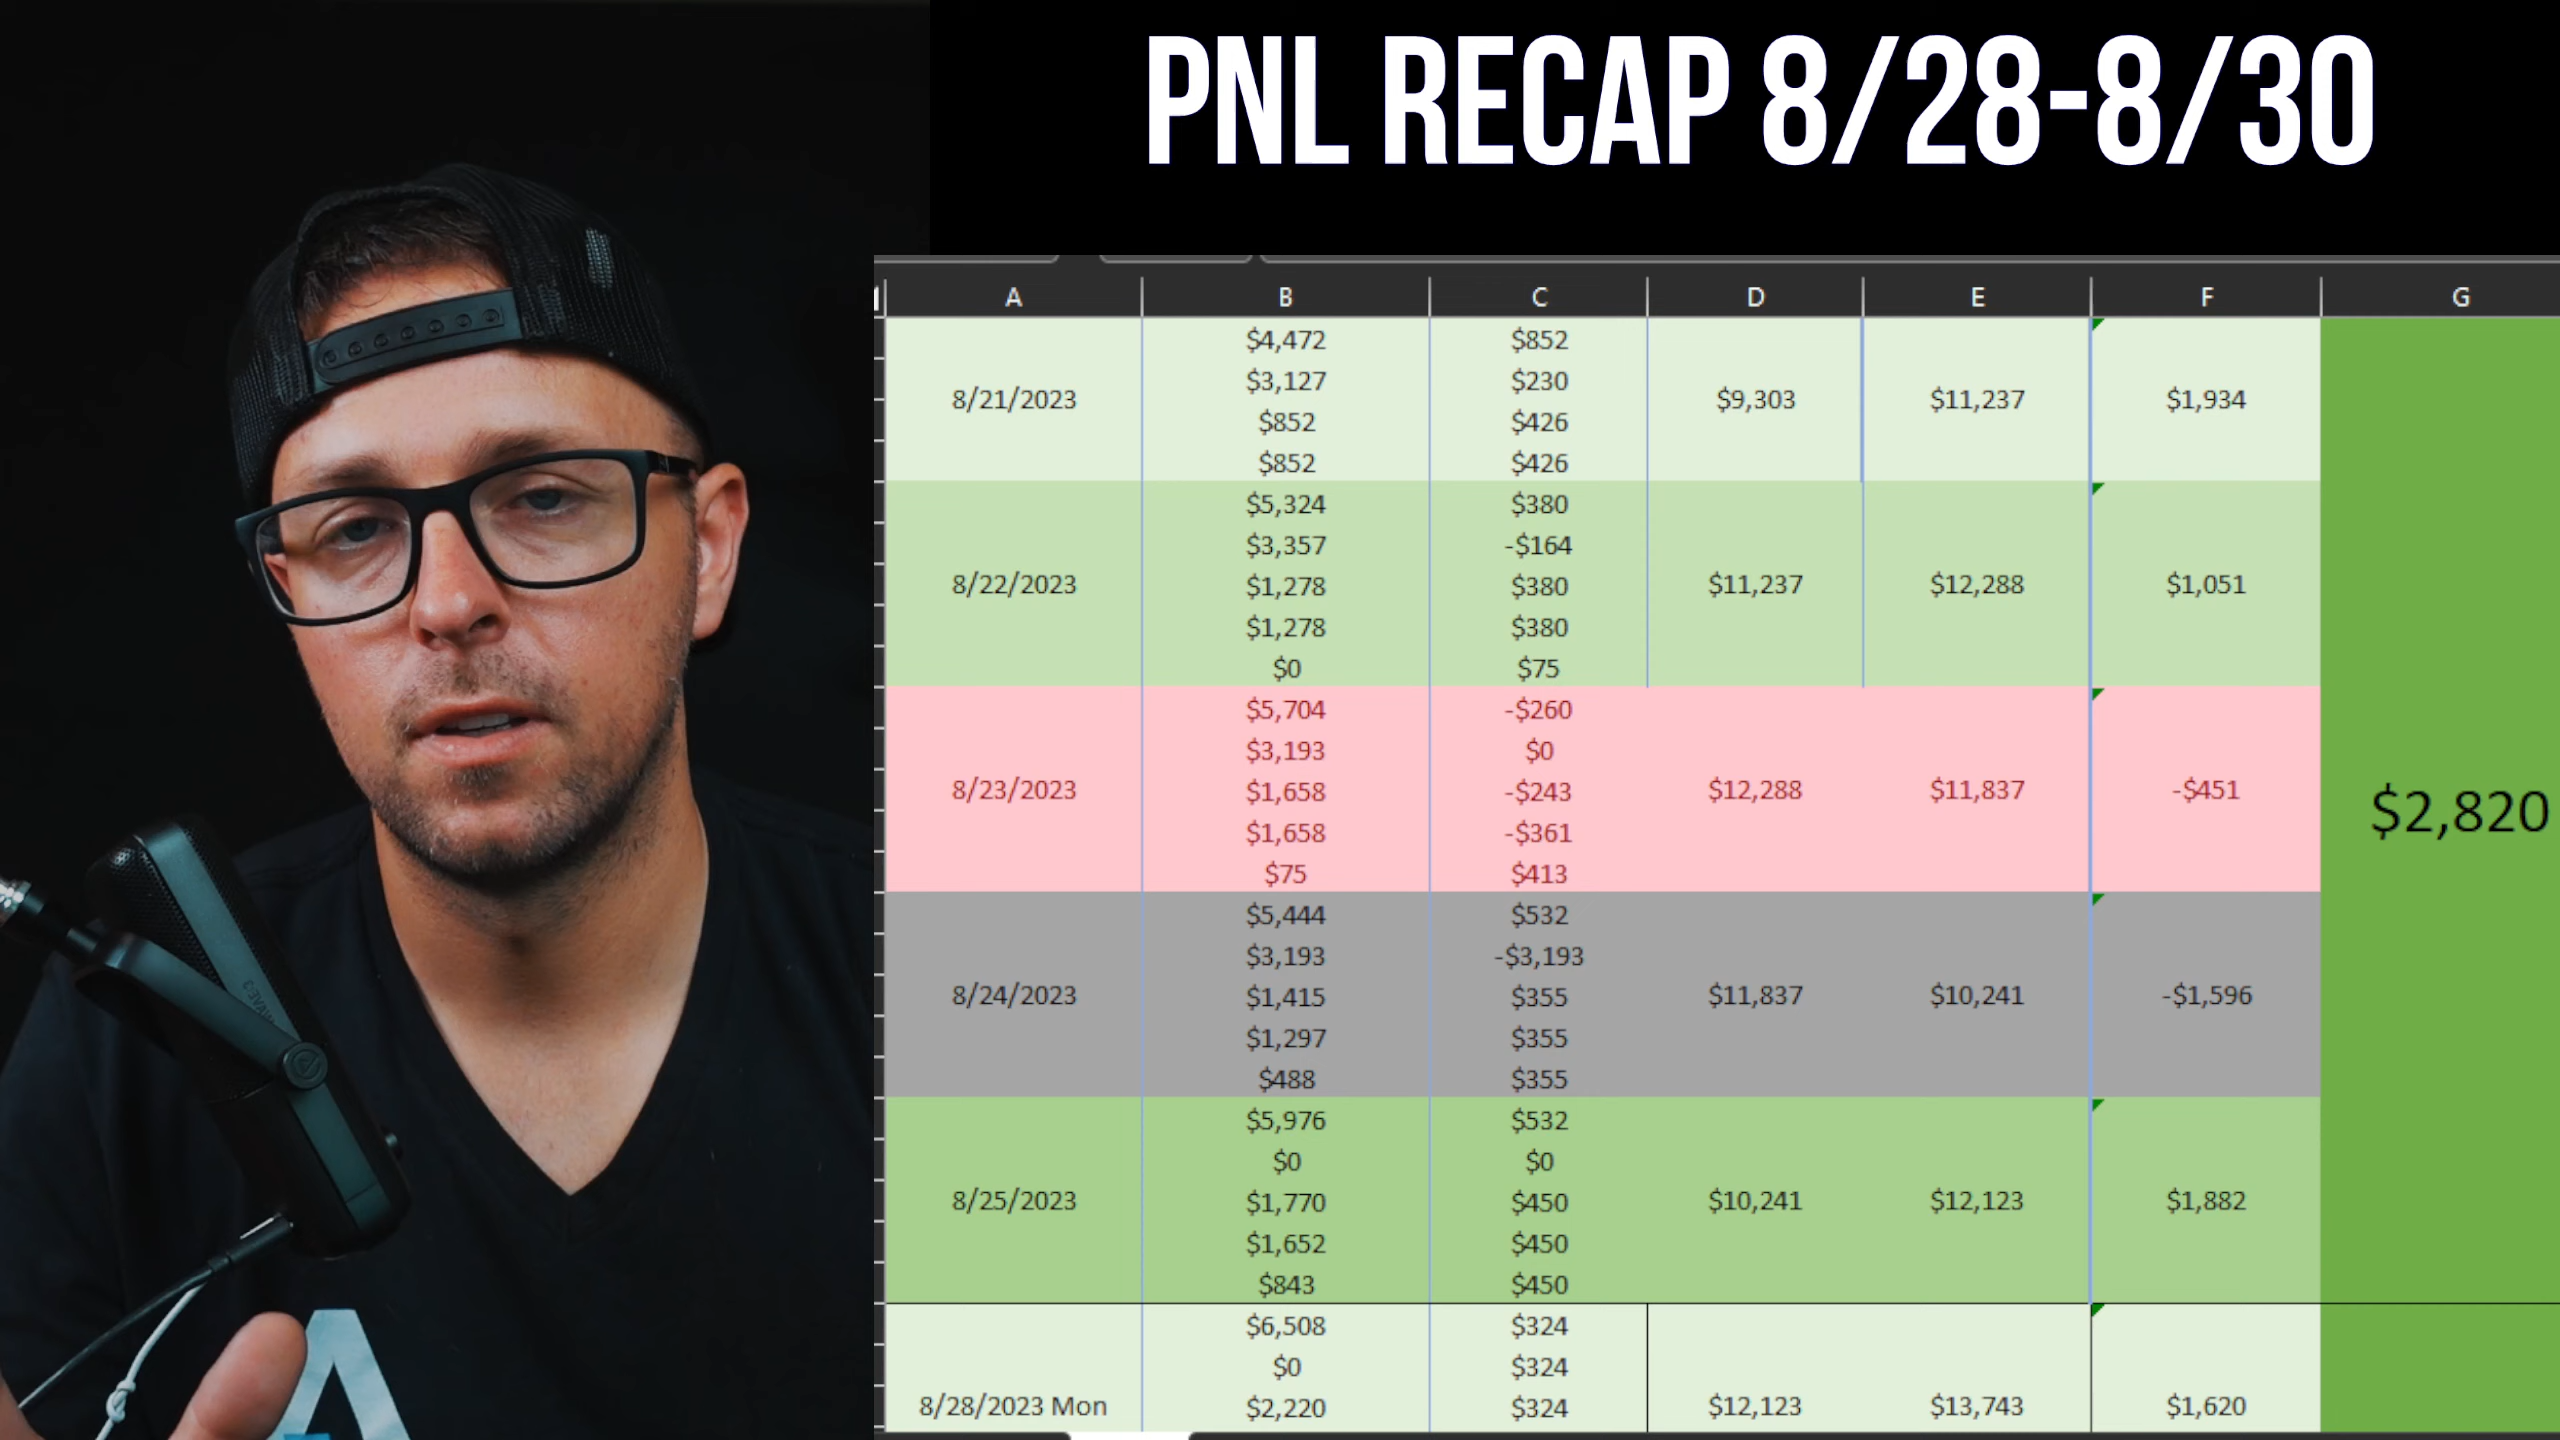 PNL RECAP 8/28-8/30
A B C D E F G
$4,472 $852
$3,127 $230
8/21/2023 $9,303 $11,237 $1,934
$852 $426
$852 $426
$5,324 $380
-$164
$3,357
8/22/2023 $1,278 $380 $11,237 $12,288 $1,051
$1,278 $380
$0 $75
$5,704 -$260
$3,193 $0
8/23/2023 $1,658 -$243 $12,288 $11,837 -$451
$2,820
$1,658 -$361
$75 $413
$5,444 $532
$3,193 -$3,193
8/24/2023 $1,415 $355 $11,837 $10,241 -$1,596
$1,297 $355
$488 $355
$5,976 $532
$0 $0
8/25/2023 $1,770 $450 $10,241 $12,123 $1,882
$1,652 $450
$843 $450
$6,508 $324
$0 $324
8/28/2023 Mon $2,220 $324 $12,123 $13,743 $1,620
A